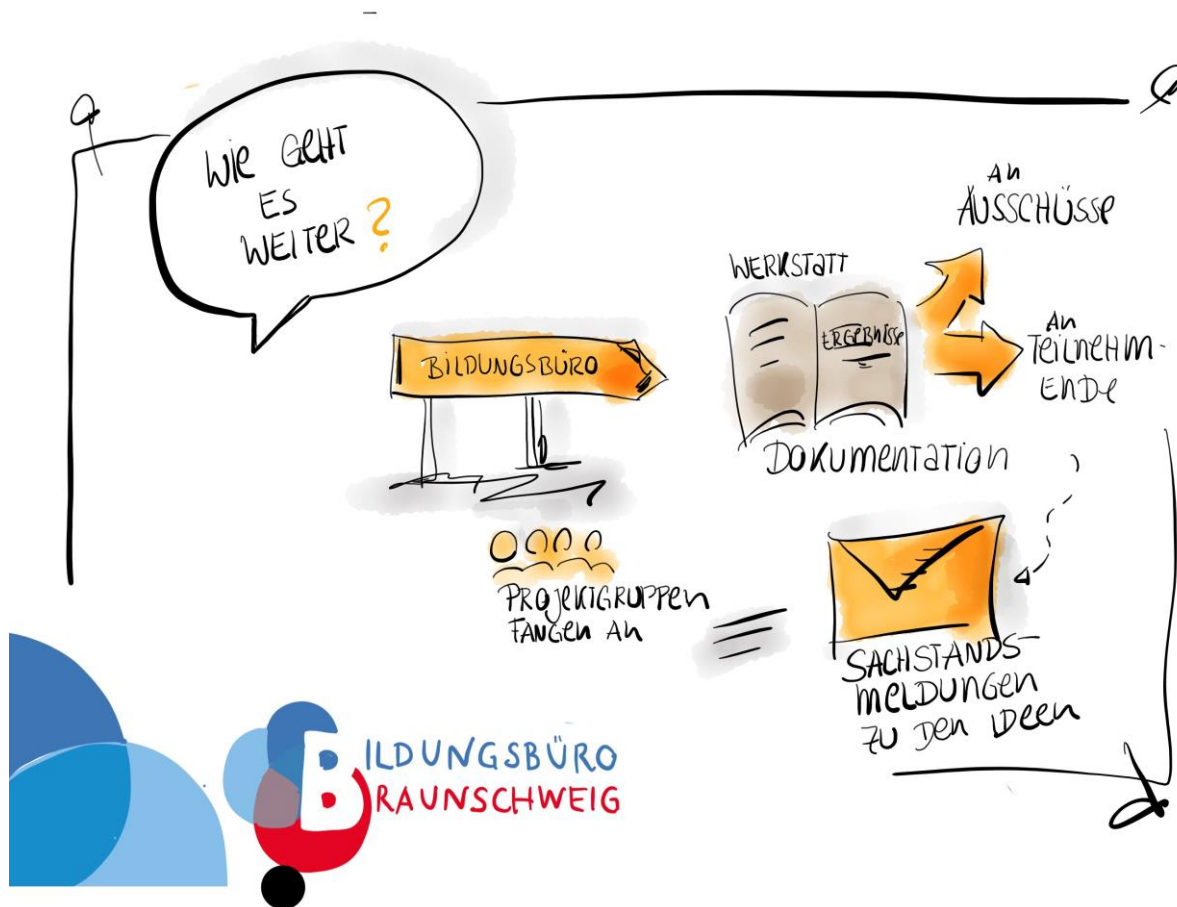 WIE GEHT
ES
WEITER ?
BILDUNGSBÜRO
PROJEKTGRUPPEN
FANGEN AN
WERKSTATT
ERGEBNISSE
DOKUMENTATION
AN
AUSSCHÜSSE
AN
TEILNEHM-
ENDE
SACHSTANDS-
MELDUNGEN
ZU DEN IDEEN
BILDUNGSBÜRO
BRAUNSCHWEIG